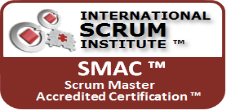 INTERNATIONAL
SCRUM
INSTITUTE ™
SMAC ™
Scrum Master
Accredited Certification ™